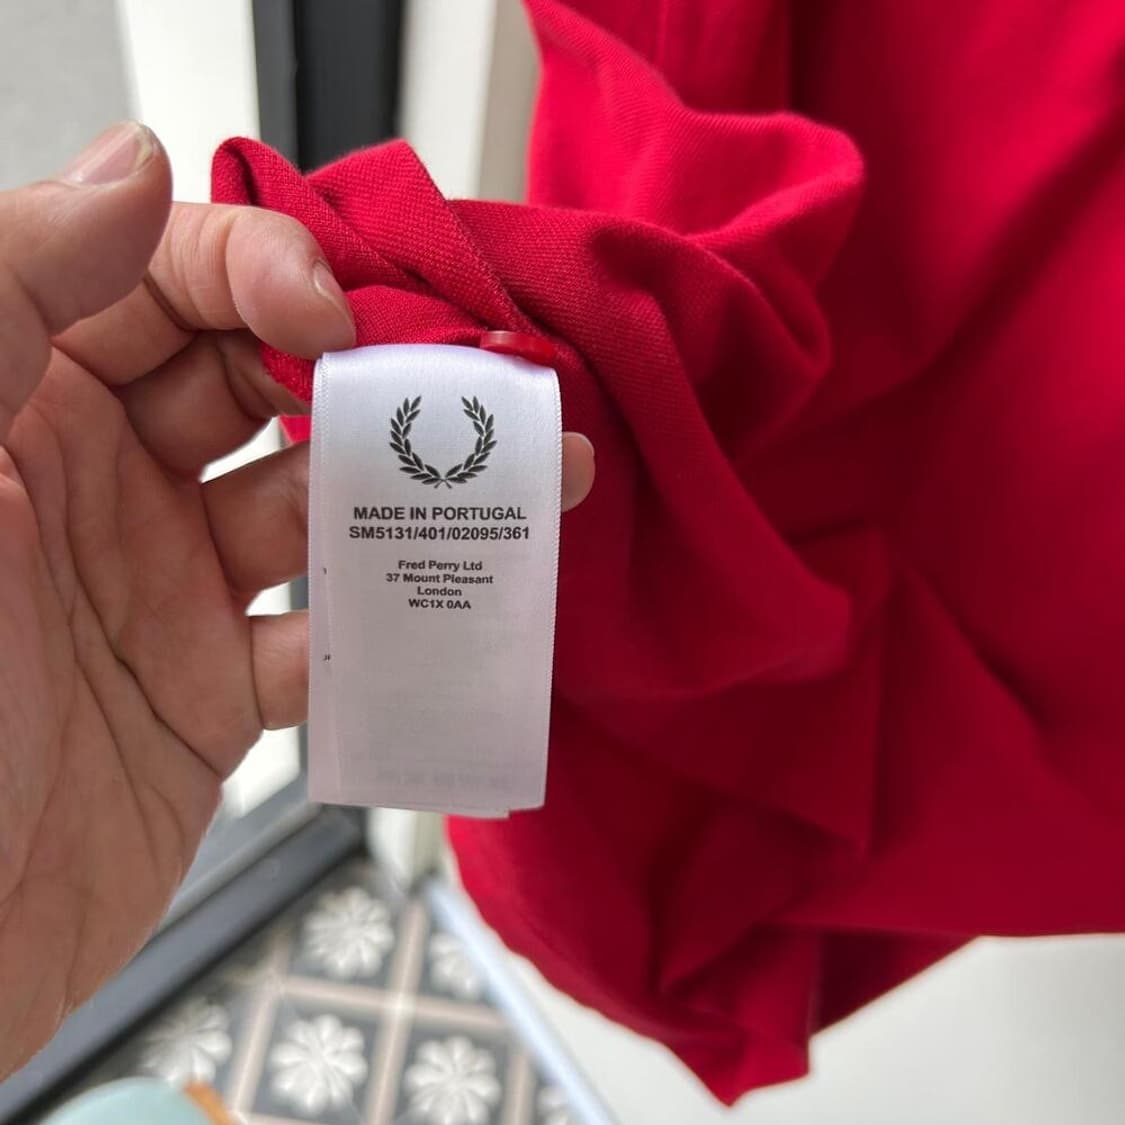 MADE IN PORTUGAL
SM5131/401/02095/361
Fred Perry Ltd
37 Mount Pleasant
London
WC1X 0AA